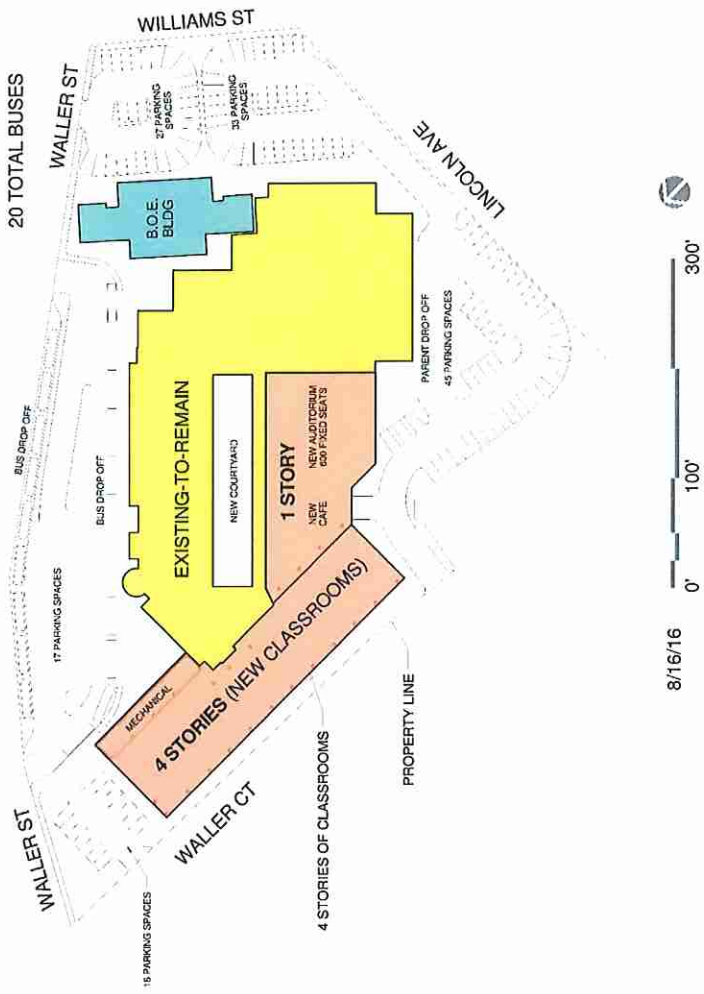 20 TOTAL BUSES
WILLIAMS ST
WALLER ST
27 PARKING
SPACES
33 PARKING
SPACES
LINCOLN AVE
B.O.E.
BLDG
BUS DROP OFF
BUS DROP OFF
EXISTING-TO-REMAIN
NEW COURTYARD
1 STORY
NEW
CAFE
NEW AUDITORIUM
600 FIXED SEATS
PARENT DROP OFF
45 PARKING SPACES
17 PARKING SPACES
MECHANICAL
4 STORIES (NEW CLASSROOMS)
WALLER ST
WALLER CT
PARKING SPACES
4 STORIES OF CLASSROOMS
PROPERTY LINE
8/16/16
0'
100'
300'